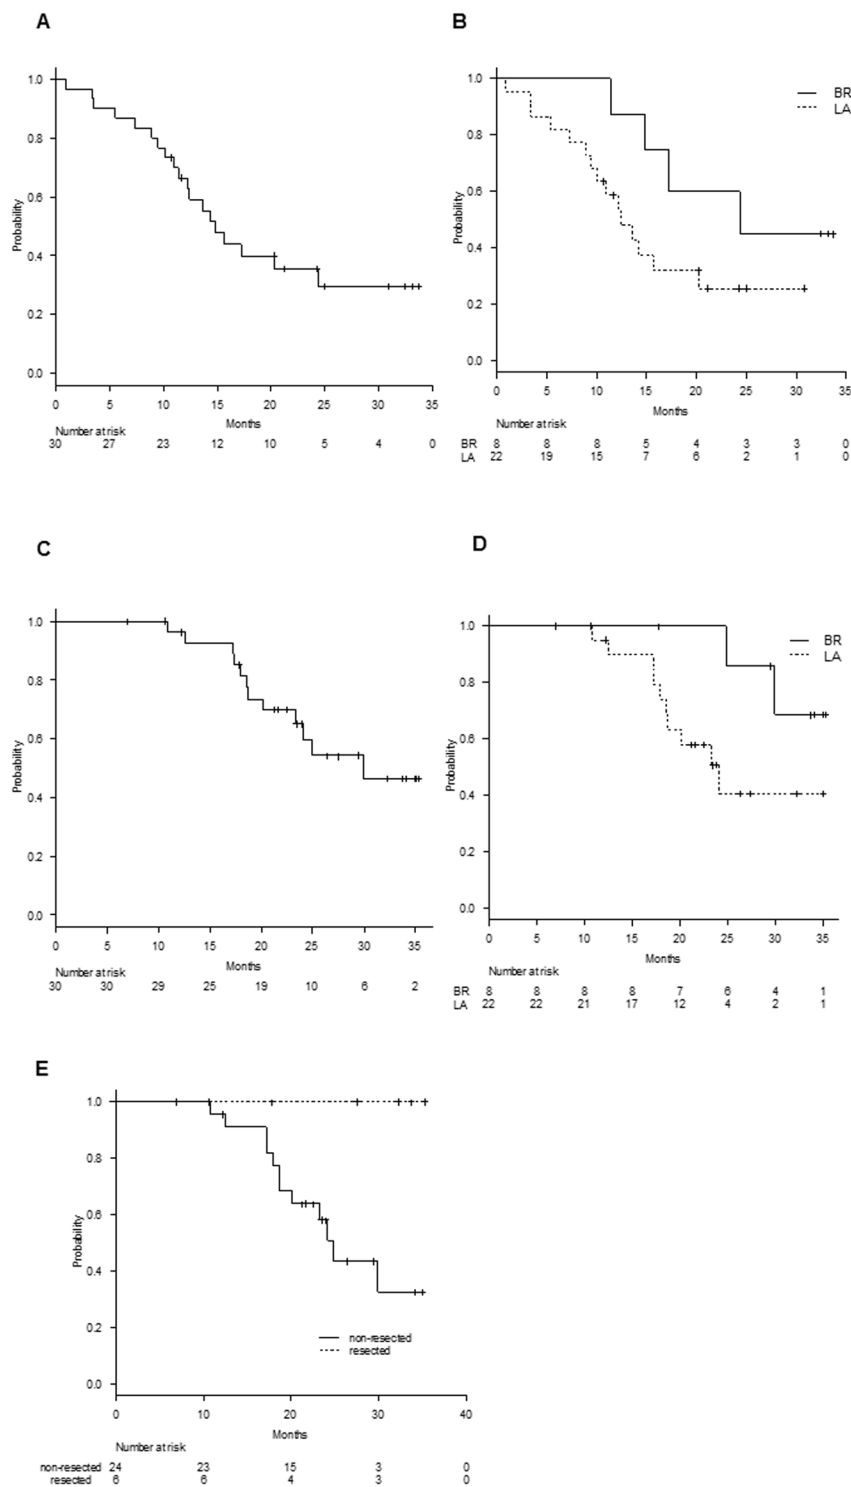 A
1.0
0.8
0.6
0.4
0.2
0.0
Probability
0 5 10 15 20 25 30 35
Months
Number at risk
30 27 23 12 10 5 4 0
B
BR
LA
1.0
0.8
0.6
0.4
0.2
0.0
Probability
0 5 10 15 20 25 30 35
Months
Number at risk
BR 8 8 8 5 4 3 3 0
LA 22 19 15 7 6 2 1 0
C
1.0
0.8
0.6
0.4
0.2
0.0
Probability
0 5 10 15 20 25 30 35
Months
Number at risk
30 30 29 25 19 10 6 2
D
BR
LA
1.0
0.8
0.6
0.4
0.2
0.0
Probability
0 5 10 15 20 25 30 35
Months
Number at risk
BR 8 8 8 8 7 6 4 1
LA 22 22 21 17 12 4 2 1
E
1.0
0.8
0.6
0.4
0.2
0.0
Probability
non-resected
resected
0 10 20 30 40
Months
Number at risk
non-resected 24 23 15 3 0
resected 6 6 4 3 0